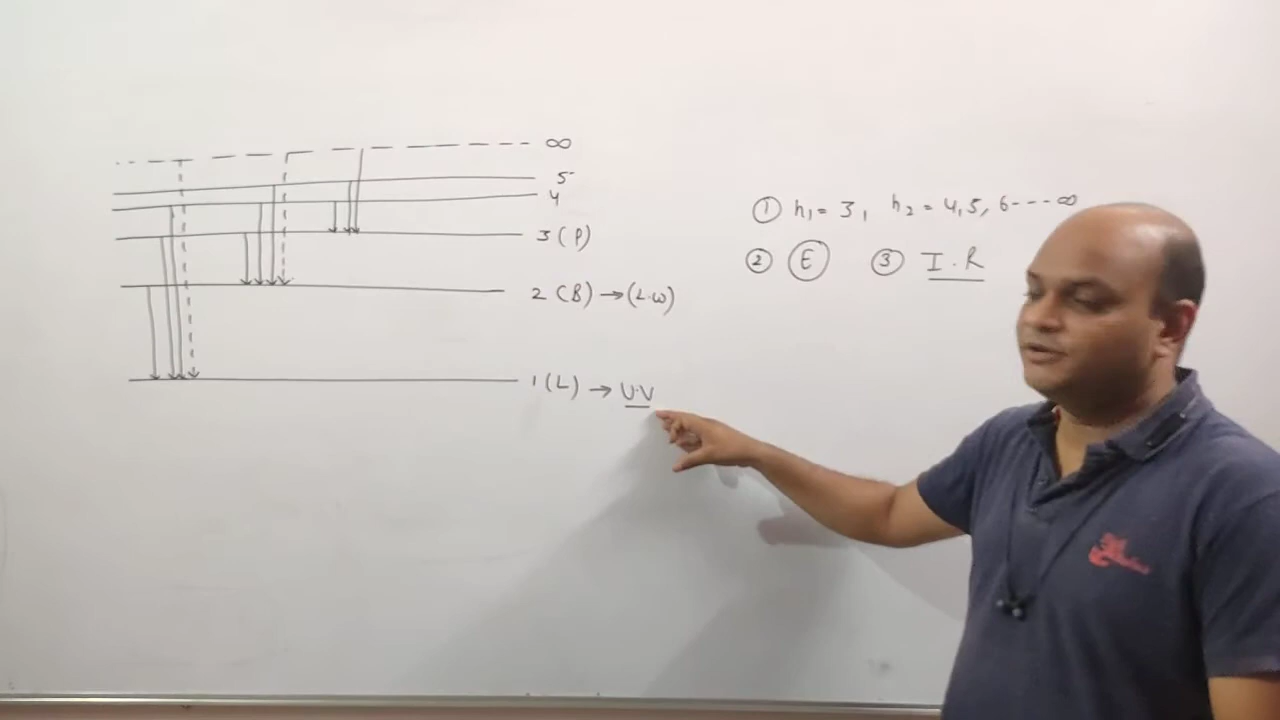 ∞
5
4
3 (P)
2 (B) → (L.W)
1 (L) → U.V
① n₁ = 3, n₂ = 4, 5, 6 --- ∞
② Ⓔ ③ I.R